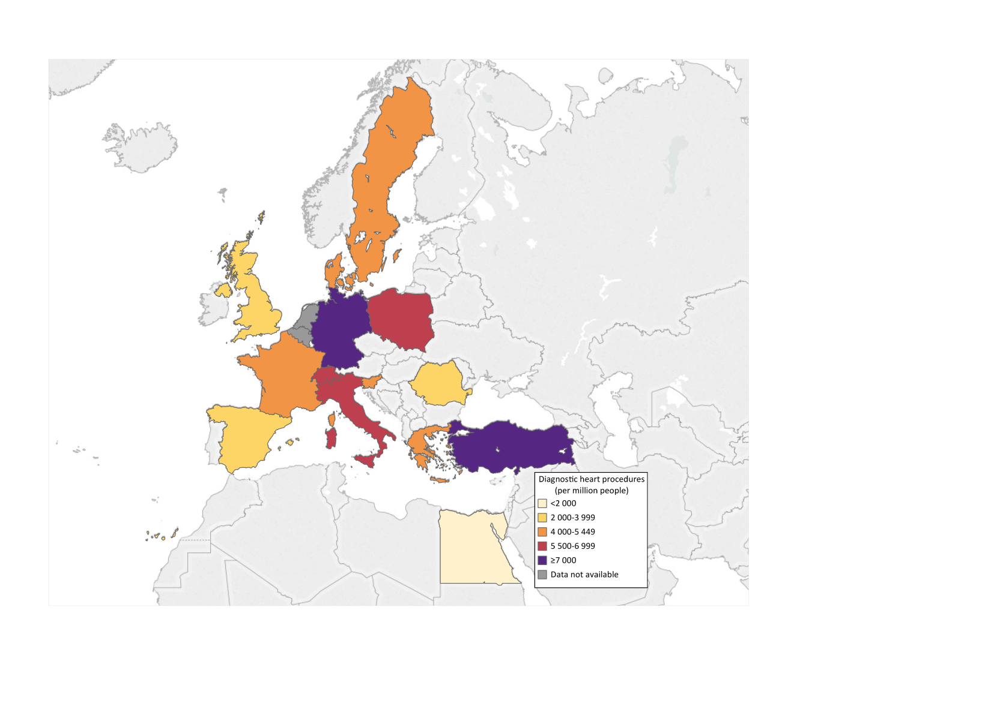 Diagnostic heart procedures
(per million people)
<2 000
2 000-3 999
4 000-5 449
5 500-6 999
≥7 000
Data not available